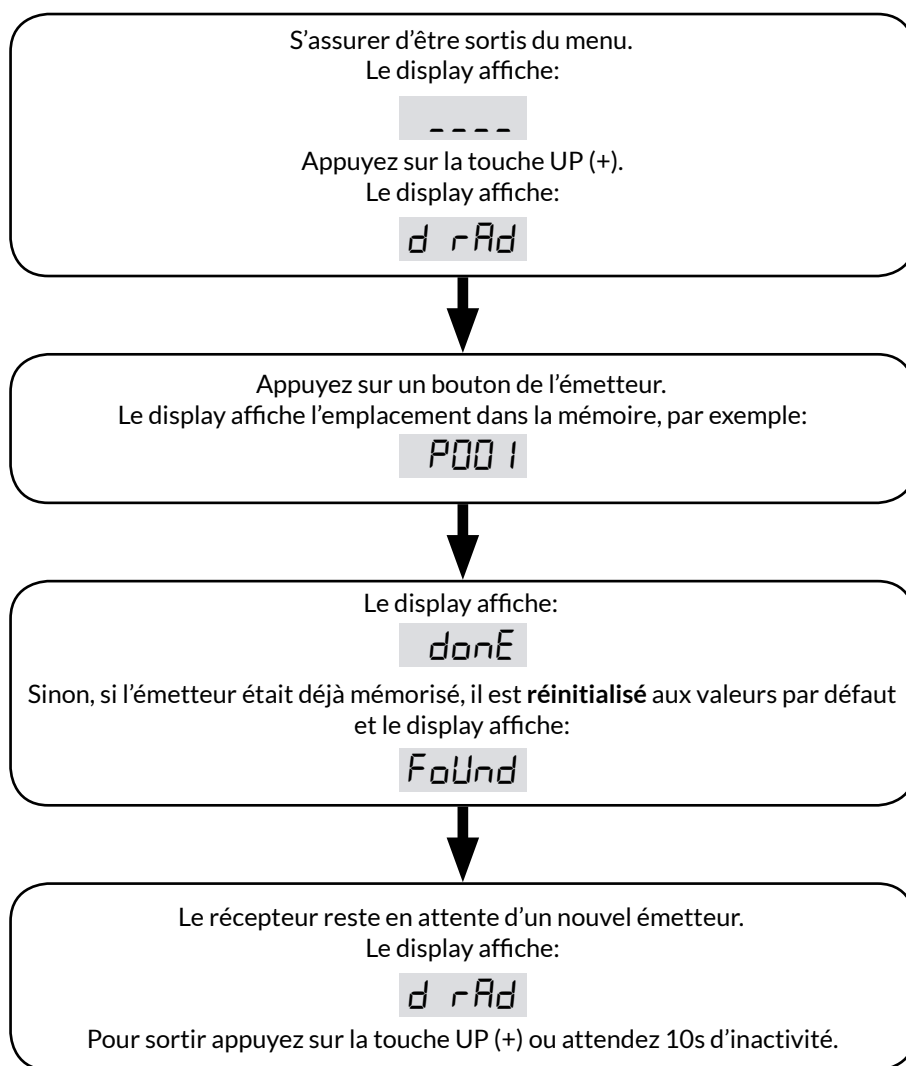 S’assurer d’être sortis du menu.
Le display affiche:
----
Appuyez sur la touche UP (+).
Le display affiche:
d rAd
Appuyez sur un bouton de l’émetteur.
Le display affiche l’emplacement dans la mémoire, par exemple:
P001
Le display affiche:
donE
Sinon, si l’émetteur était déjà mémorisé, il est réinitialisé aux valeurs par défaut
et le display affiche:
FoUnd
Le récepteur reste en attente d’un nouvel émetteur.
Le display affiche:
d rAd
Pour sortir appuyez sur la touche UP (+) ou attendez 10s d’inactivité.